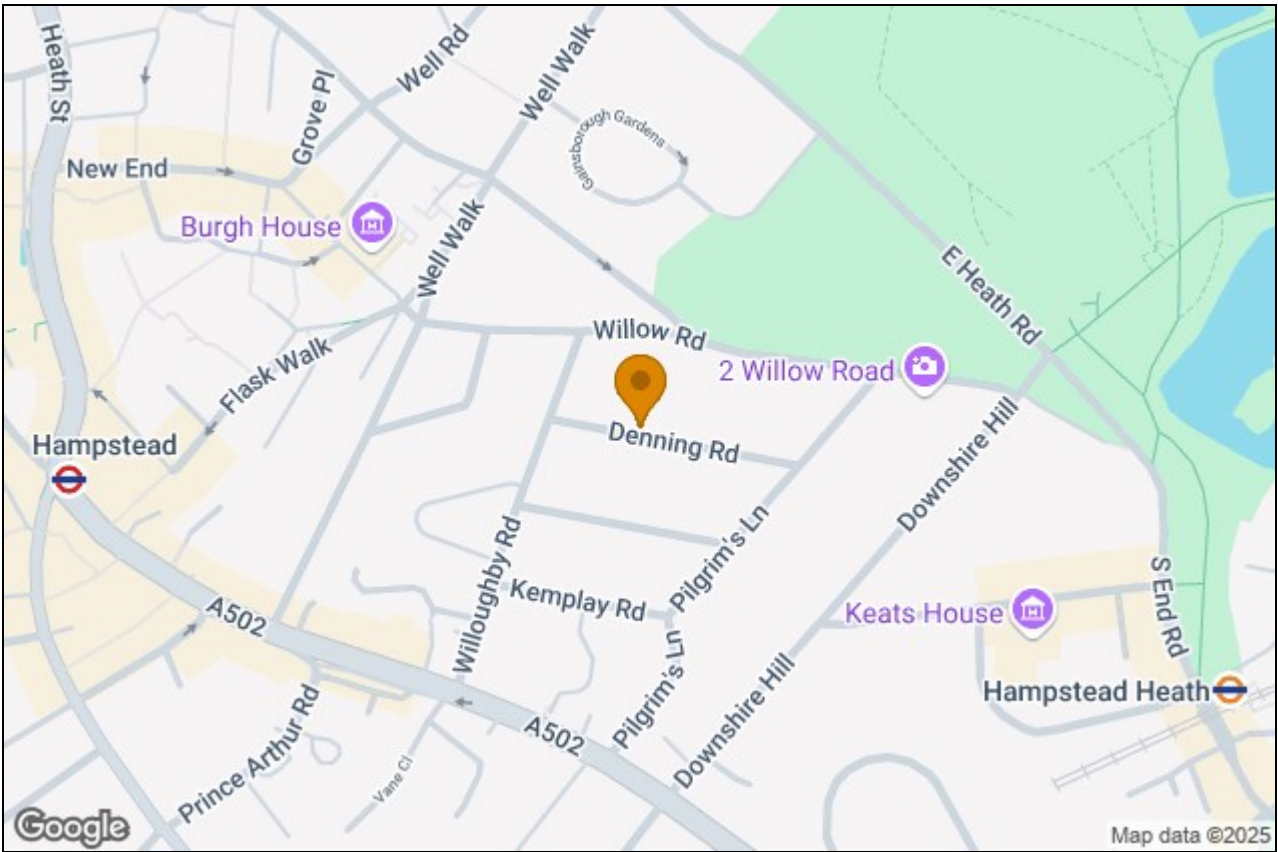 Heath St
Well Rd
Well Walk
Grove Pl
Gainsborough Gardens
New End
Burgh House
Well Walk
E Heath Rd
Willow Rd
Flask Walk
2 Willow Road
Denning Rd
Hampstead
Downshire Hill
Pilgrim's Ln
Willoughby Rd
Kemplay Rd
S End Rd
A502
Keats House
Pilgrim's Ln
Downshire Hill
Hampstead Heath
Prince Arthur Rd
A502
Vane Cl
Google
Map data ©2025